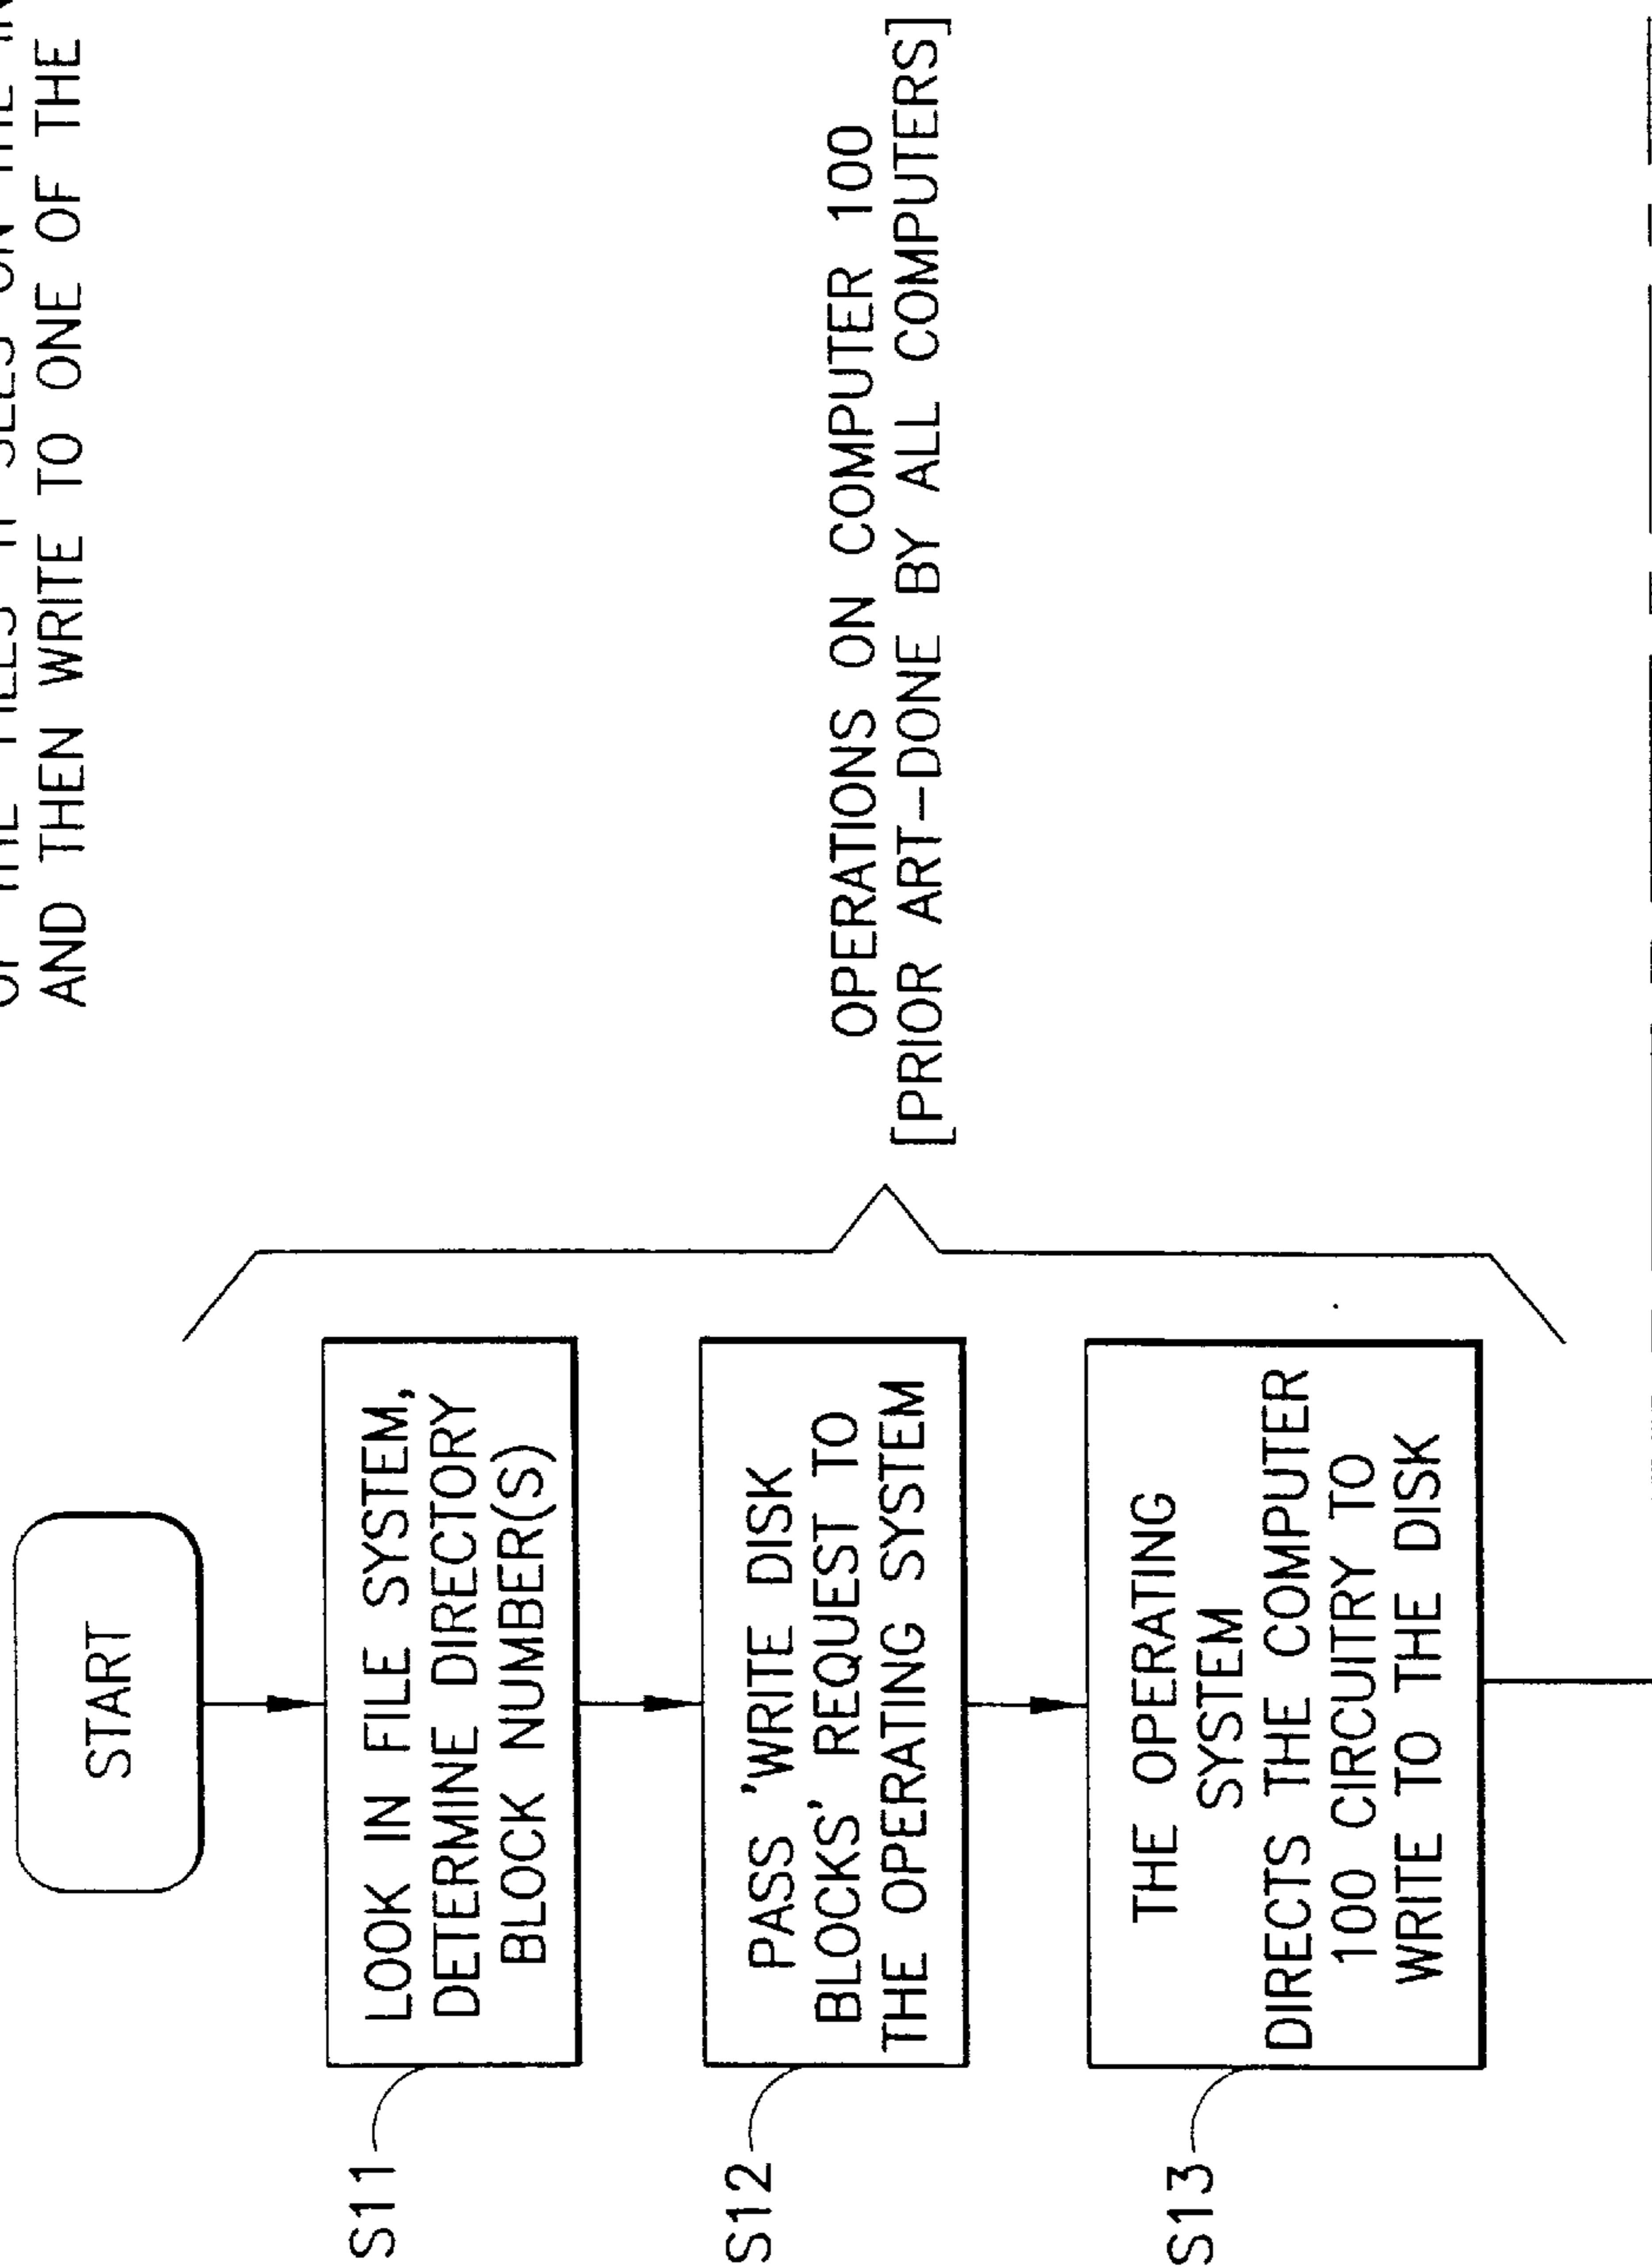 AND THEN WRITE TO ONE OF THE
START
S11
LOOK IN FILE SYSTEM,
DETERMINE DIRECTORY
BLOCK NUMBER(S)
S12
PASS 'WRITE DISK
BLOCKS' REQUEST TO
THE OPERATING SYSTEM
S13
THE OPERATING
SYSTEM
DIRECTS THE COMPUTER
100 CIRCUITRY TO
WRITE TO THE DISK
OPERATIONS ON COMPUTER 100
[PRIOR ART–DONE BY ALL COMPUTERS]